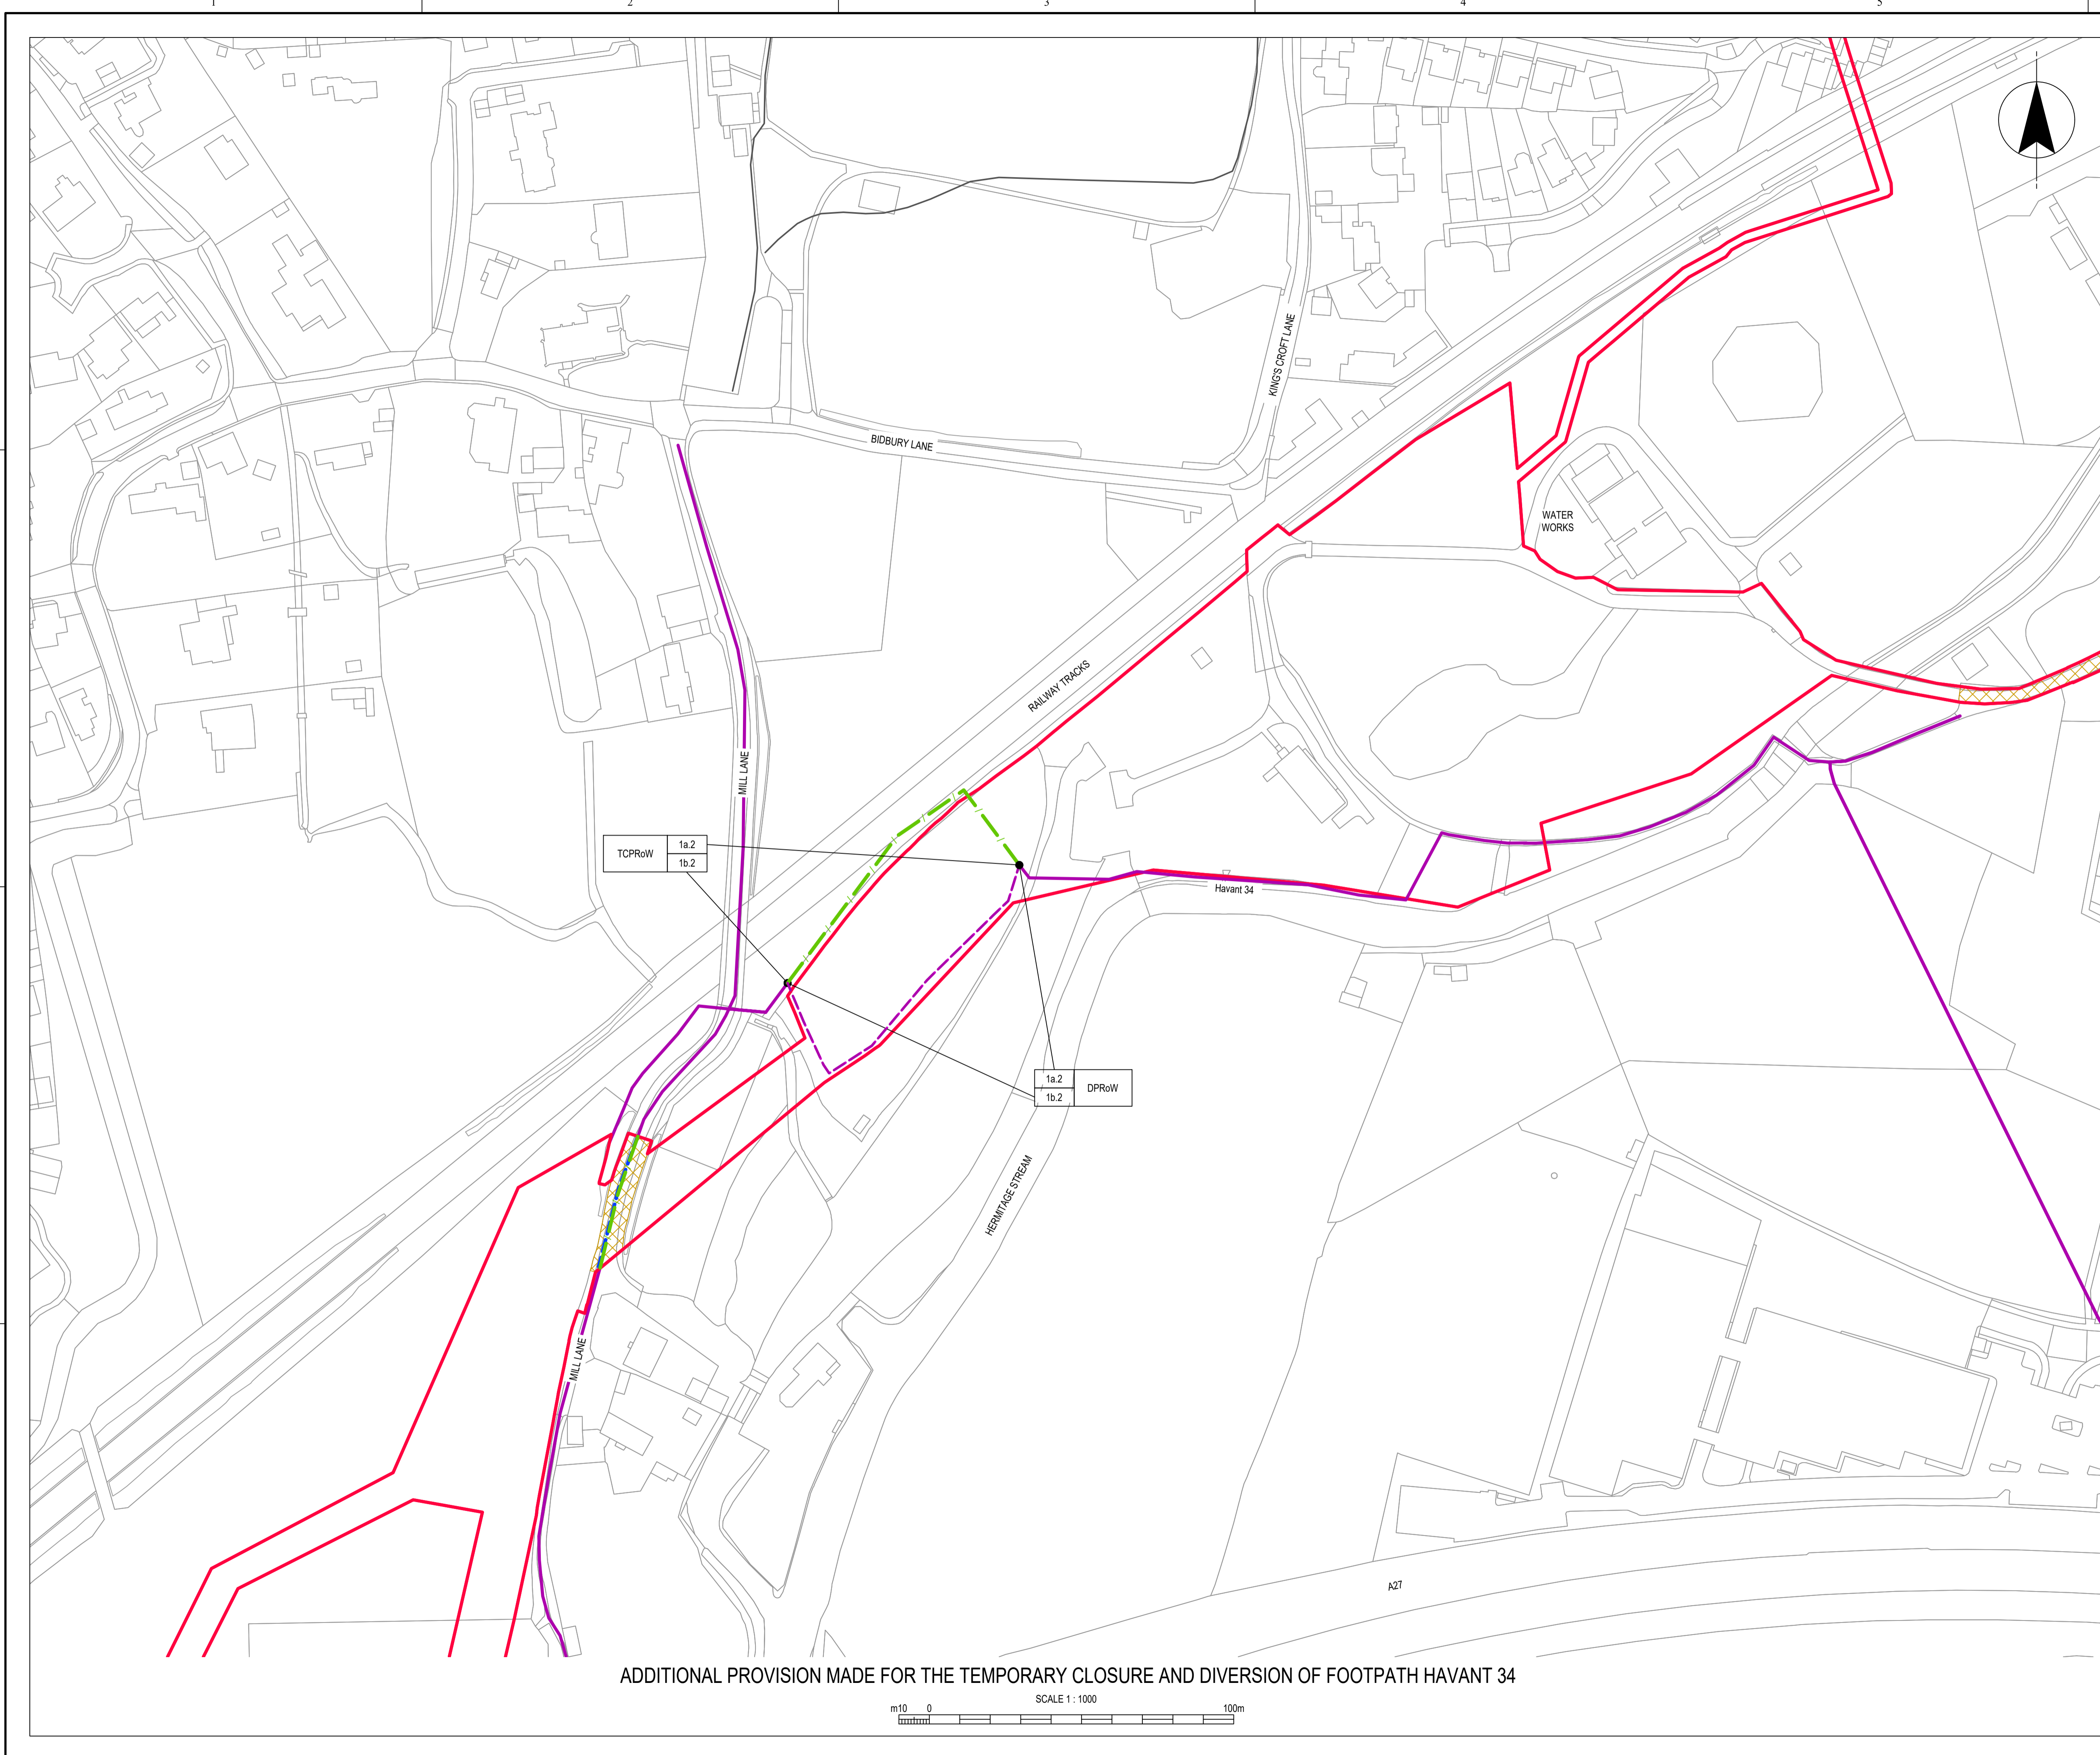 1
2
3
4
5
KING'S CROFT LANE
BIDBURY LANE
WATER
WORKS
RAILWAY TRACKS
MILL LANE
TCPRoW
1a.2
1b.2
Havant 34
1a.2
1b.2
DPRoW
HERMITAGE STREAM
MILL LANE
A27
ADDITIONAL PROVISION MADE FOR THE TEMPORARY CLOSURE AND DIVERSION OF FOOTPATH HAVANT 34
SCALE 1 : 1000
m10 0 100m